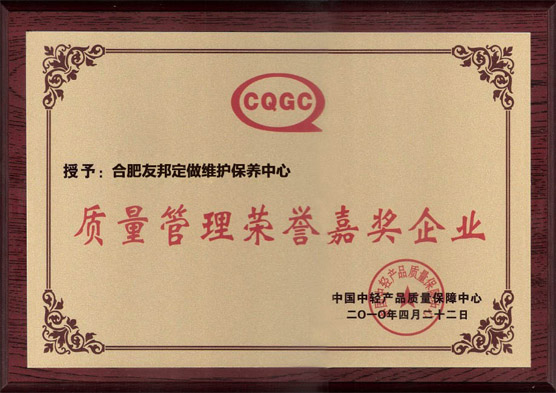 CQGC
授予：合肥友邦定做维护保养中心
质量管理荣誉嘉奖企业
中国中轻产品质量保障中心
二〇一〇年四月二十二日